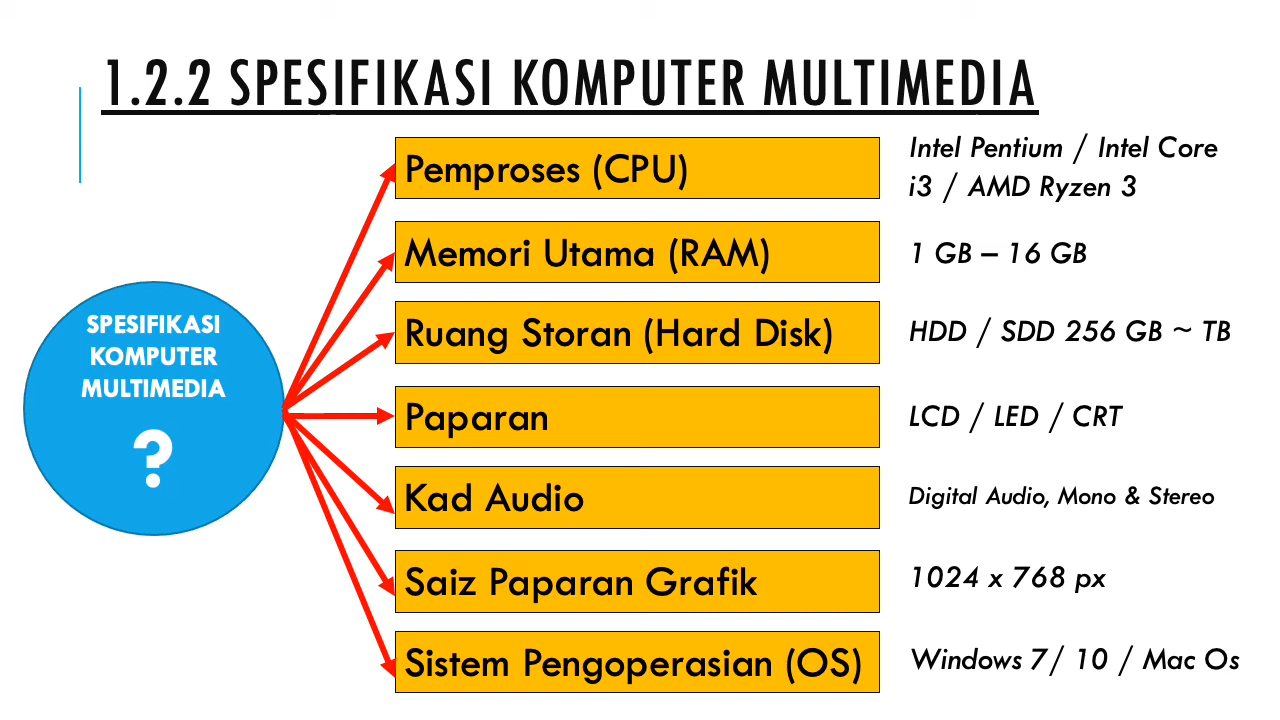 1.2.2 SPESIFIKASI KOMPUTER MULTIMEDIA
SPESIFIKASI
KOMPUTER
MULTIMEDIA
?
Pemproses (CPU)
Intel Pentium / Intel Core
i3 / AMD Ryzen 3
Memori Utama (RAM)
1 GB – 16 GB
Ruang Storan (Hard Disk)
HDD / SDD 256 GB ~ TB
Paparan
LCD / LED / CRT
Kad Audio
Digital Audio, Mono & Stereo
Saiz Paparan Grafik
1024 x 768 px
Sistem Pengoperasian (OS)
Windows 7/ 10 / Mac Os